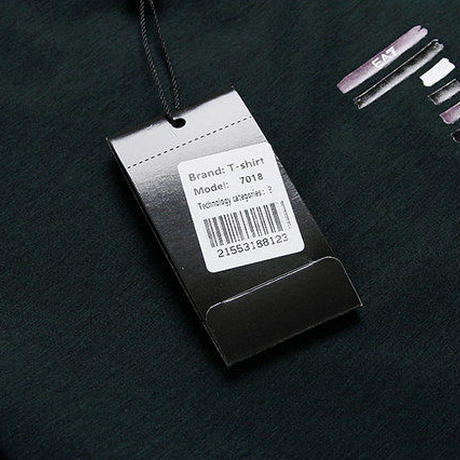 EA7
Brand: T-shirt
Model: 7018
Technology categories:
21553188123